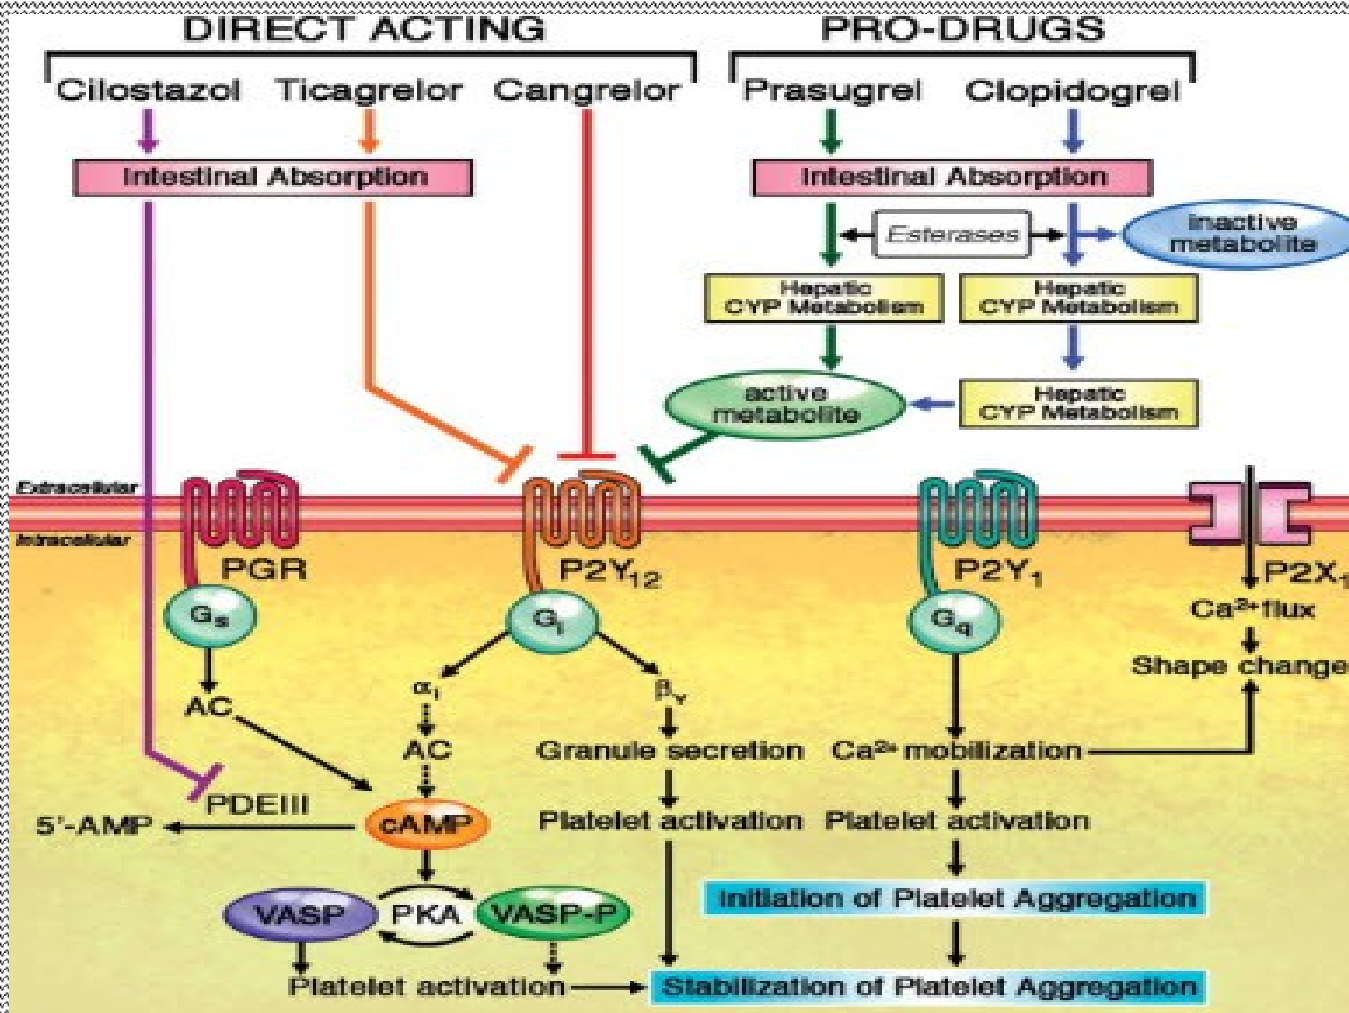 DIRECT ACTING
PRO-DRUGS
Cilostazol
Ticagrelor
Cangrelor
Prasugrel
Clopidogrel
Intestinal Absorption
Intestinal Absorption
Esterases
inactive
metabolite
Hepatic
CYP Metabolism
Hepatic
CYP Metabolism
active
metabolite
Hepatic
CYP Metabolism
Extracellular
Intracellular
PGR
P2Y₁₂
P2Y₁
P2X₁
Gs
Gi
Gq
Ca²⁺flux
Shape change
AC
αi
βγ
AC
Granule secretion
Ca²⁺ mobilization
PDEIII
5'-AMP
cAMP
Platelet activation
Platelet activation
VASP
PKA
VASP-P
Initiation of Platelet Aggregation
Platelet activation
Stabilization of Platelet Aggregation